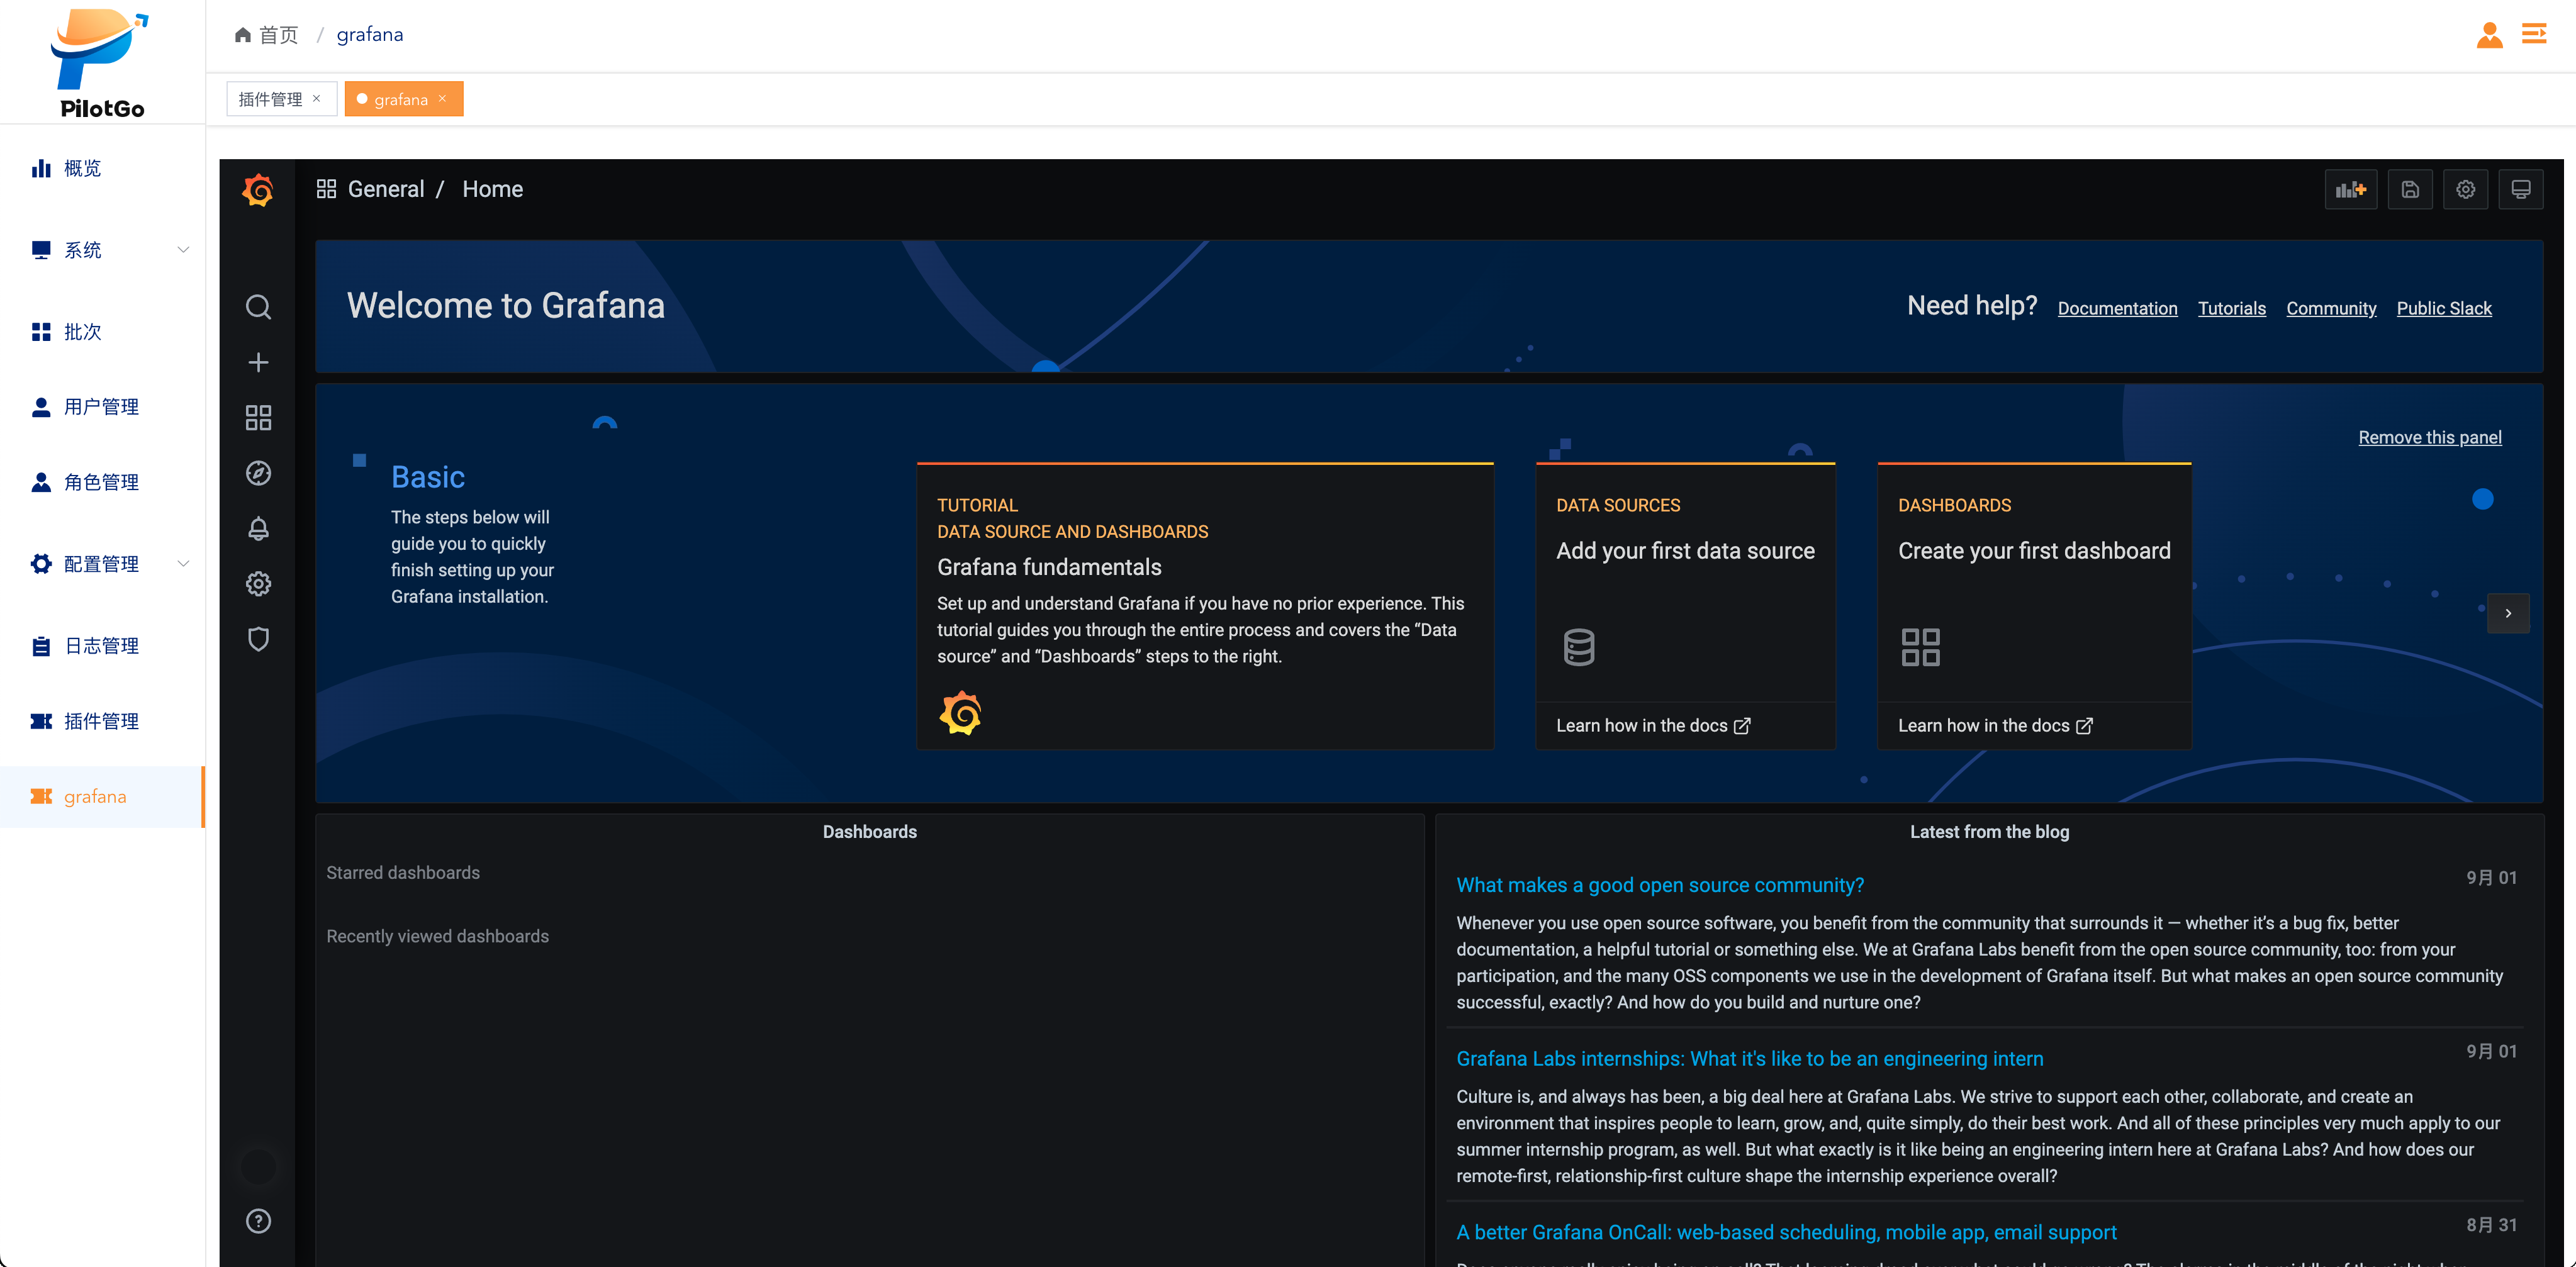 PilotGo
首页 / grafana
插件管理 ×
grafana ×
概览
系统
批次
用户管理
角色管理
配置管理
日志管理
插件管理
grafana
General / Home
Welcome to Grafana
Need help? Documentation Tutorials Community Public Slack
Remove this panel
Basic
The steps below will
guide you to quickly
finish setting up your
Grafana installation.
TUTORIAL
DATA SOURCE AND DASHBOARDS
Grafana fundamentals
Set up and understand Grafana if you have no prior experience. This
tutorial guides you through the entire process and covers the “Data
source” and “Dashboards” steps to the right.
DATA SOURCES
Add your first data source
Learn how in the docs
DASHBOARDS
Create your first dashboard
Learn how in the docs
Dashboards
Starred dashboards
Recently viewed dashboards
Latest from the blog
What makes a good open source community?
9月 01
Whenever you use open source software, you benefit from the community that surrounds it — whether it’s a bug fix, better
documentation, a helpful tutorial or something else. We at Grafana Labs benefit from the open source community, too: from your
participation, and the many OSS components we use in the development of Grafana itself. But what makes an open source community
successful, exactly? And how do you build and nurture one?
Grafana Labs internships: What it's like to be an engineering intern
9月 01
Culture is, and always has been, a big deal here at Grafana Labs. We strive to support each other, collaborate, and create an
environment that inspires people to learn, grow, and, quite simply, do their best work. And all of these principles very much apply to our
summer internship program, as well. But what exactly is it like being an engineering intern here at Grafana Labs? And how does our
remote-first, relationship-first culture shape the internship experience overall?
A better Grafana OnCall: web-based scheduling, mobile app, email support
8月 31